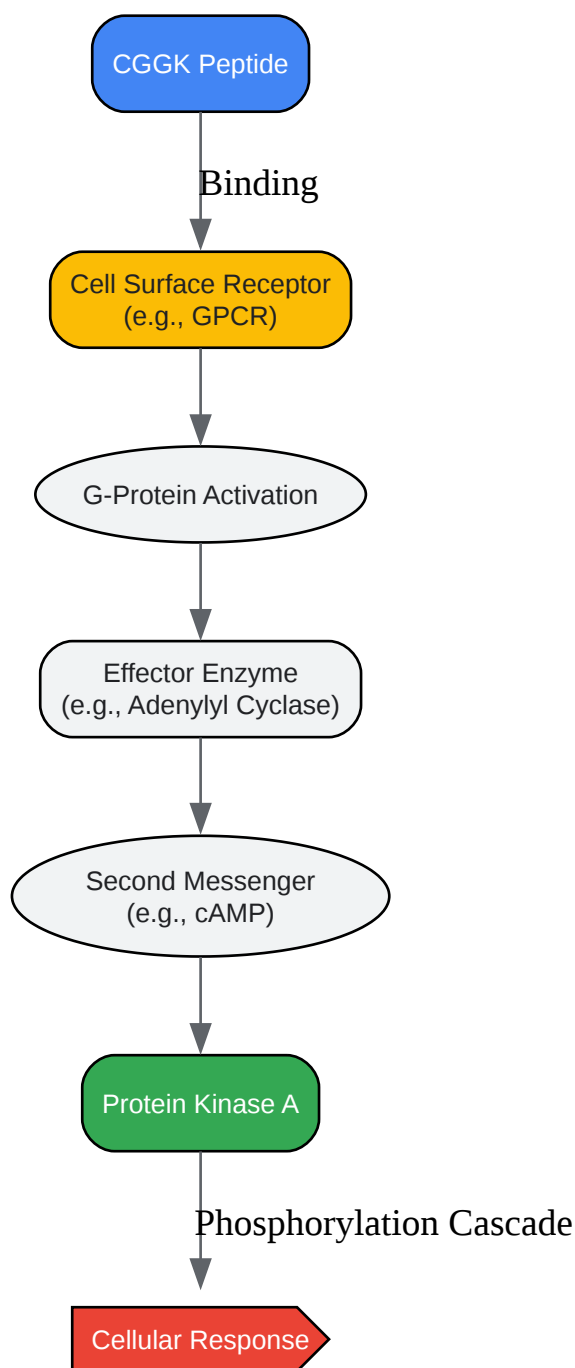 CGGK Peptide
Binding
Cell Surface Receptor
(e.g., GPCR)
G-Protein Activation
Effector Enzyme
(e.g., Adenylyl Cyclase)
Second Messenger
(e.g., cAMP)
Protein Kinase A
Phosphorylation Cascade
Cellular Response